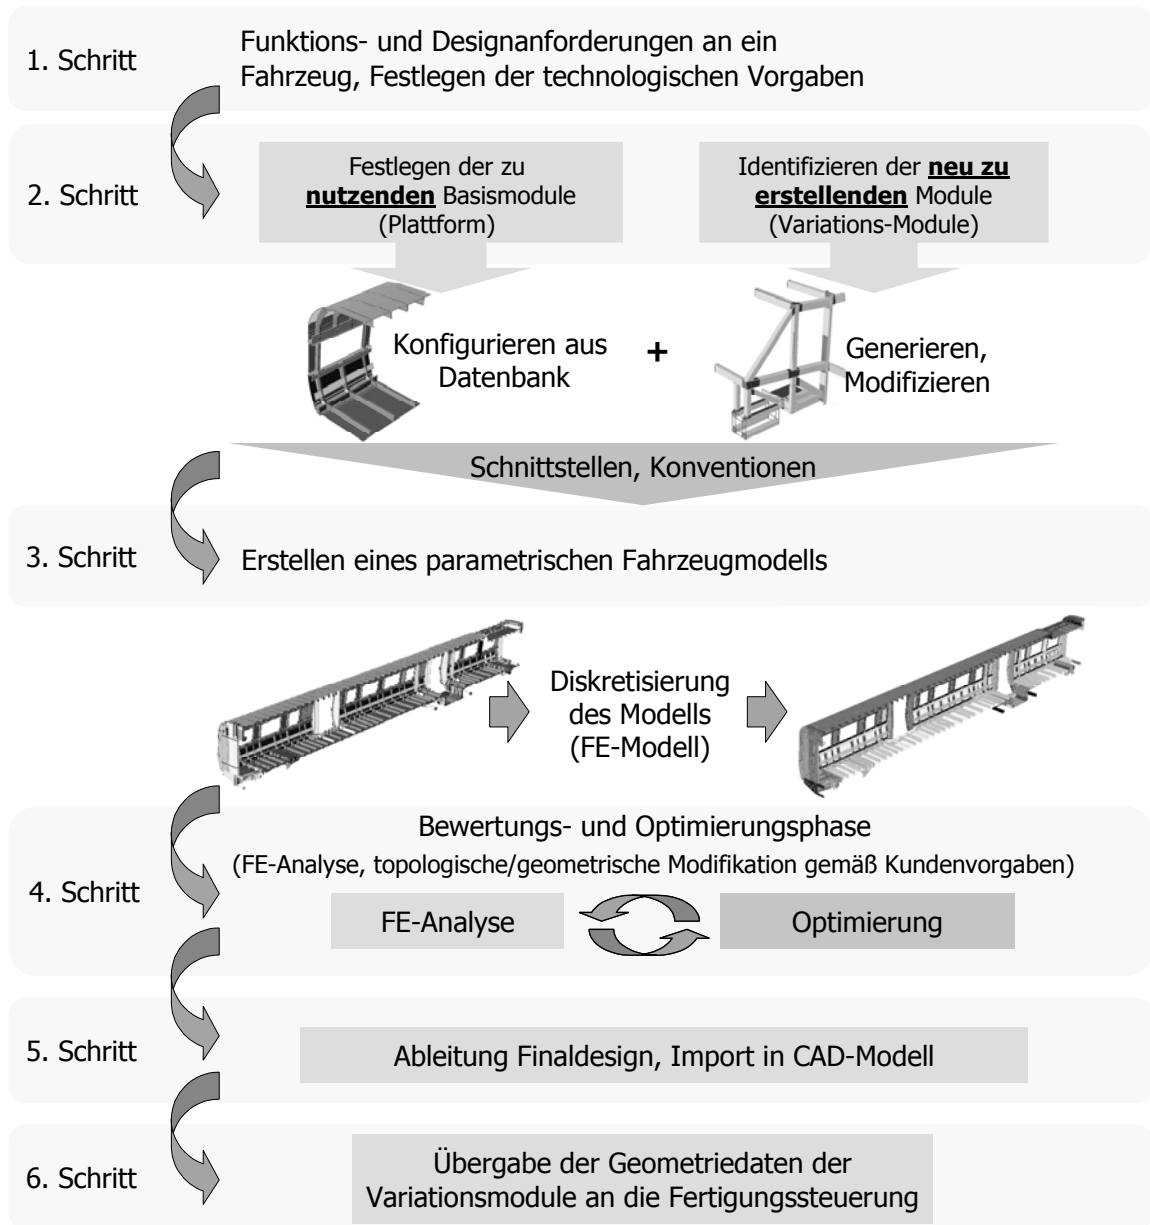 1. Schritt
Funktions- und Designanforderungen an ein
Fahrzeug, Festlegen der technologischen Vorgaben
2. Schritt
Festlegen der zu
nutzenden Basismodule
(Plattform)
Identifizieren der neu zu
erstellenden Module
(Variations-Module)
Konfigurieren aus
Datenbank
+
Generieren,
Modifizieren
Schnittstellen, Konventionen
3. Schritt
Erstellen eines parametrischen Fahrzeugmodells
Diskretisierung
des Modells
(FE-Modell)
4. Schritt
Bewertungs- und Optimierungsphase
(FE-Analyse, topologische/geometrische Modifikation gemäß Kundenvorgaben)
FE-Analyse
Optimierung
5. Schritt
Ableitung Finaldesign, Import in CAD-Modell
6. Schritt
Übergabe der Geometriedaten der
Variationsmodule an die Fertigungssteuerung